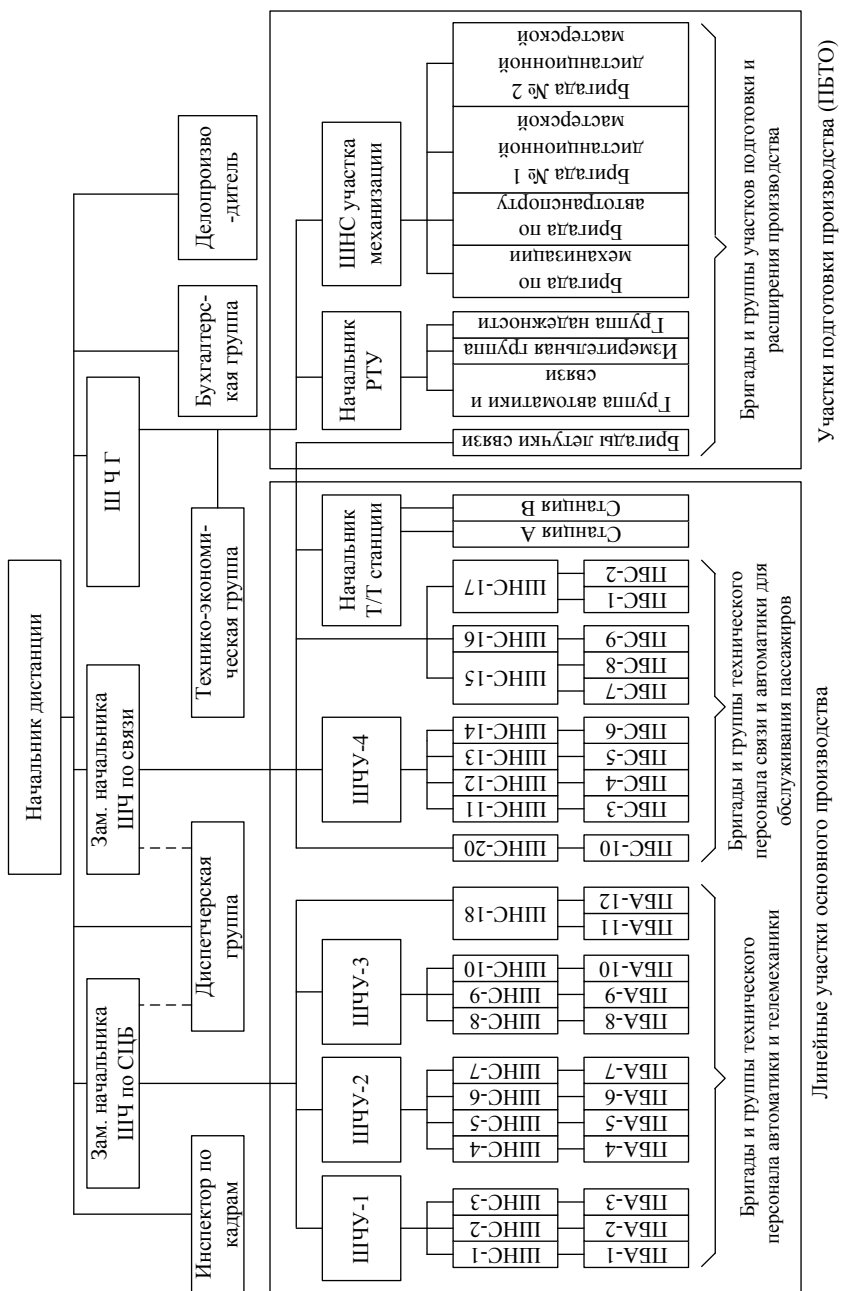 Начальник дистанции
Зам. начальника
ШЧ по СЦБ
Зам. начальника
ШЧ по связи
Ш Ч Г
Инспектор по
кадрам
Диспетчерская
группа
Технико-экономи-
ческая группа
Бухгалтерс-
кая группа
Делопроизво
-дитель
ШЧУ-1
ШЧУ-2
ШЧУ-3
ШЧУ-4
Начальник
Т/Т станции
Начальник
РТУ
ШНС участка
механизации
ШНС-1
ШНС-2
ШНС-3
ШНС-4
ШНС-5
ШНС-6
ШНС-7
ШНС-8
ШНС-9
ШНС-10
ШНС-18
ШНС-20
ШНС-11
ШНС-12
ШНС-13
ШНС-14
ШНС-15
ШНС-16
ШНС-17
Станция А
Станция В
Бригады летучки связи
Группа автоматики и
связи
Измерительная группа
Группа надежности
Бригада по
механизации
Бригада по
автотранспорту
Бригада № 1
дистанционной
мастерской
Бригада № 2
дистанционной
мастерской
ПБА-1
ПБА-2
ПБА-3
ПБА-4
ПБА-5
ПБА-6
ПБА-7
ПБА-8
ПБА-9
ПБА-10
ПБА-11
ПБА-12
ПБС-10
ПБС-3
ПБС-4
ПБС-5
ПБС-6
ПБС-7
ПБС-8
ПБС-9
ПБС-1
ПБС-2
Бригады и группы технического
персонала автоматики и телемеханики
Бригады и группы технического
персонала связи и автоматики для
обслуживания пассажиров
Бригады и группы участков подготовки и
расширения производства
Линейные участки основного производства
Участки подготовки производства (ПБТО)